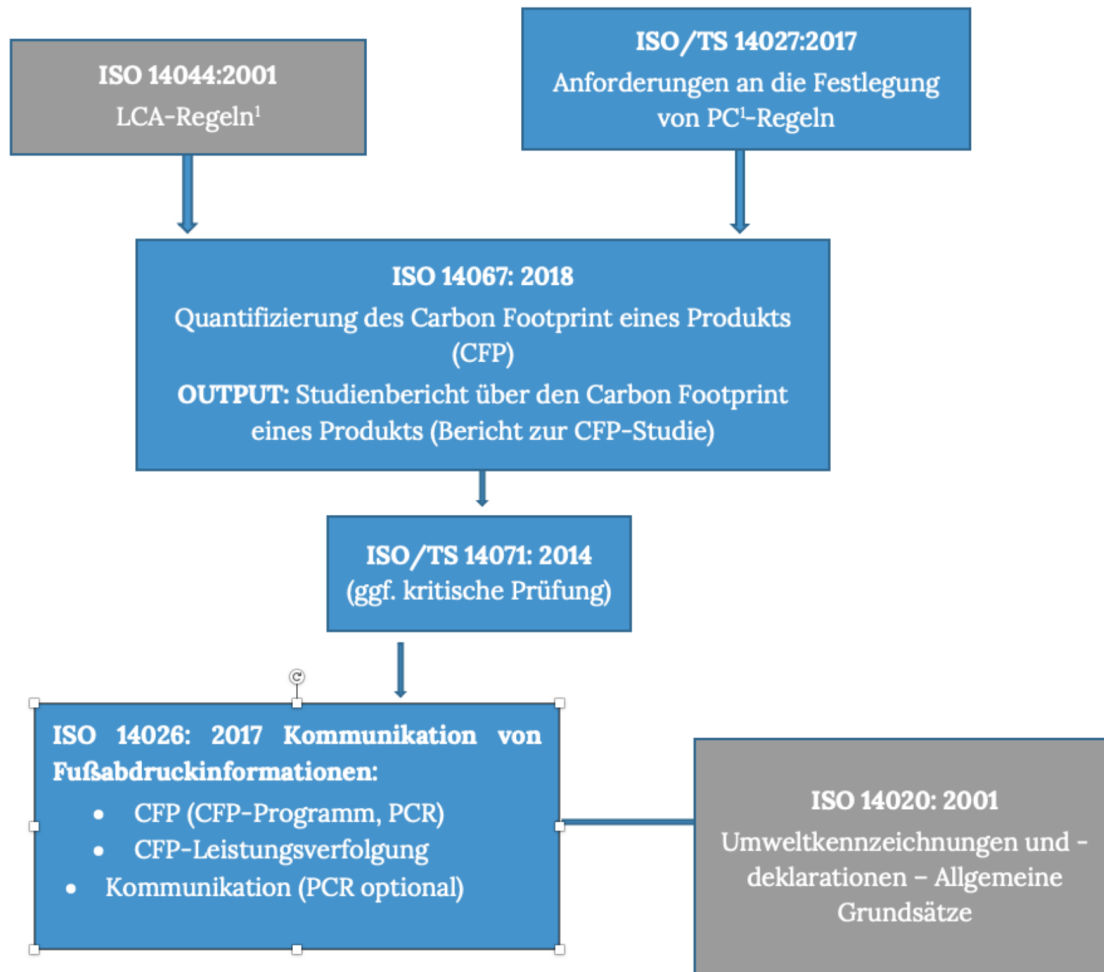 ISO 14044:2001
LCA-Regeln¹
ISO/TS 14027:2017
Anforderungen an die Festlegung
von PC¹-Regeln
ISO 14067: 2018
Quantifizierung des Carbon Footprint eines Produkts
(CFP)
OUTPUT: Studienbericht über den Carbon Footprint
eines Produkts (Bericht zur CFP-Studie)
ISO/TS 14071: 2014
(ggf. kritische Prüfung)
ISO 14026: 2017 Kommunikation von
Fußabdruckinformationen:
• CFP (CFP-Programm, PCR)
• CFP-Leistungsverfolgung
• Kommunikation (PCR optional)
ISO 14020: 2001
Umweltkennzeichnungen und -
deklarationen – Allgemeine
Grundsätze